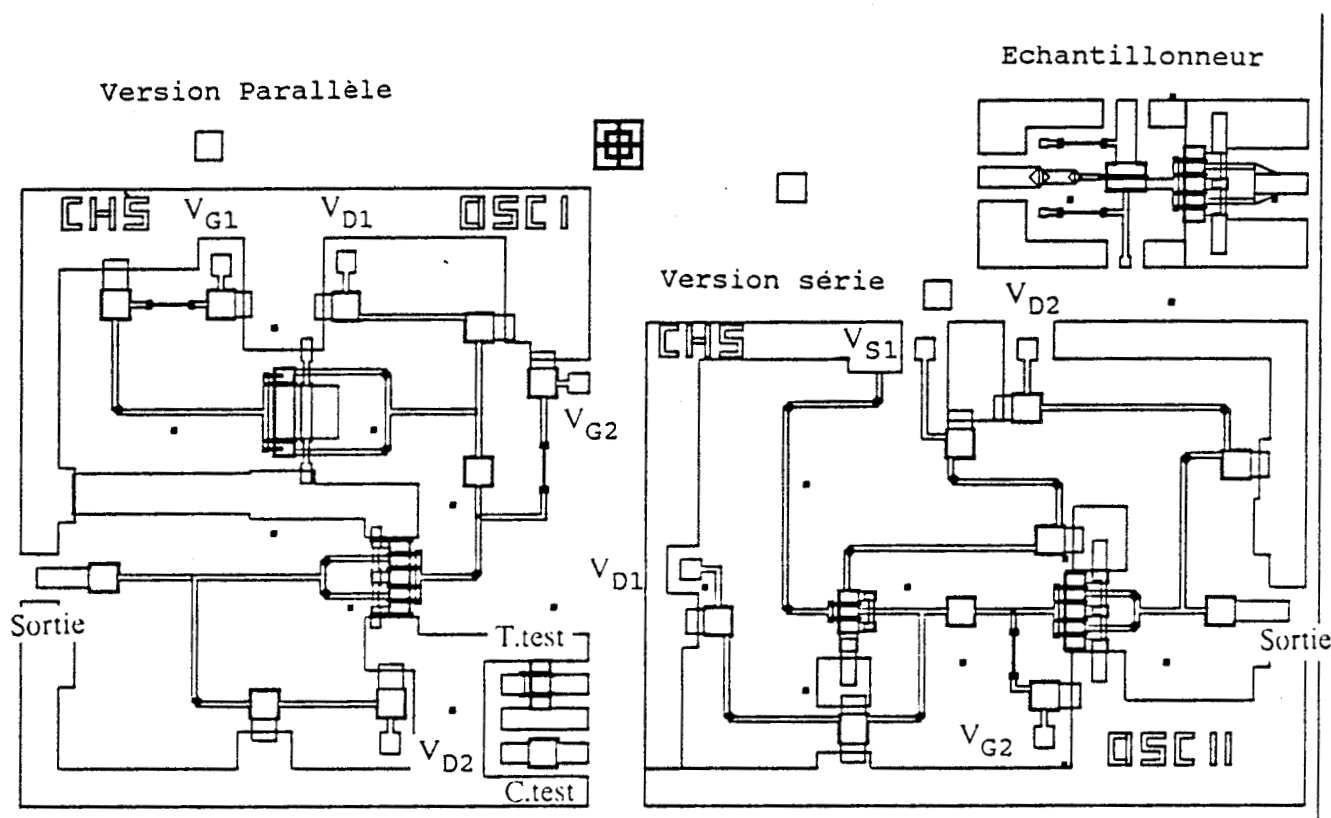 Echantillonneur
Version Parallèle
CHS
V_G1
V_D1
OSC I
Version série
V_D2
CHS
V_S1
V_G2
V_D1
Sortie
T.test
Sortie
V_D2
V_G2
OSC II
C.test